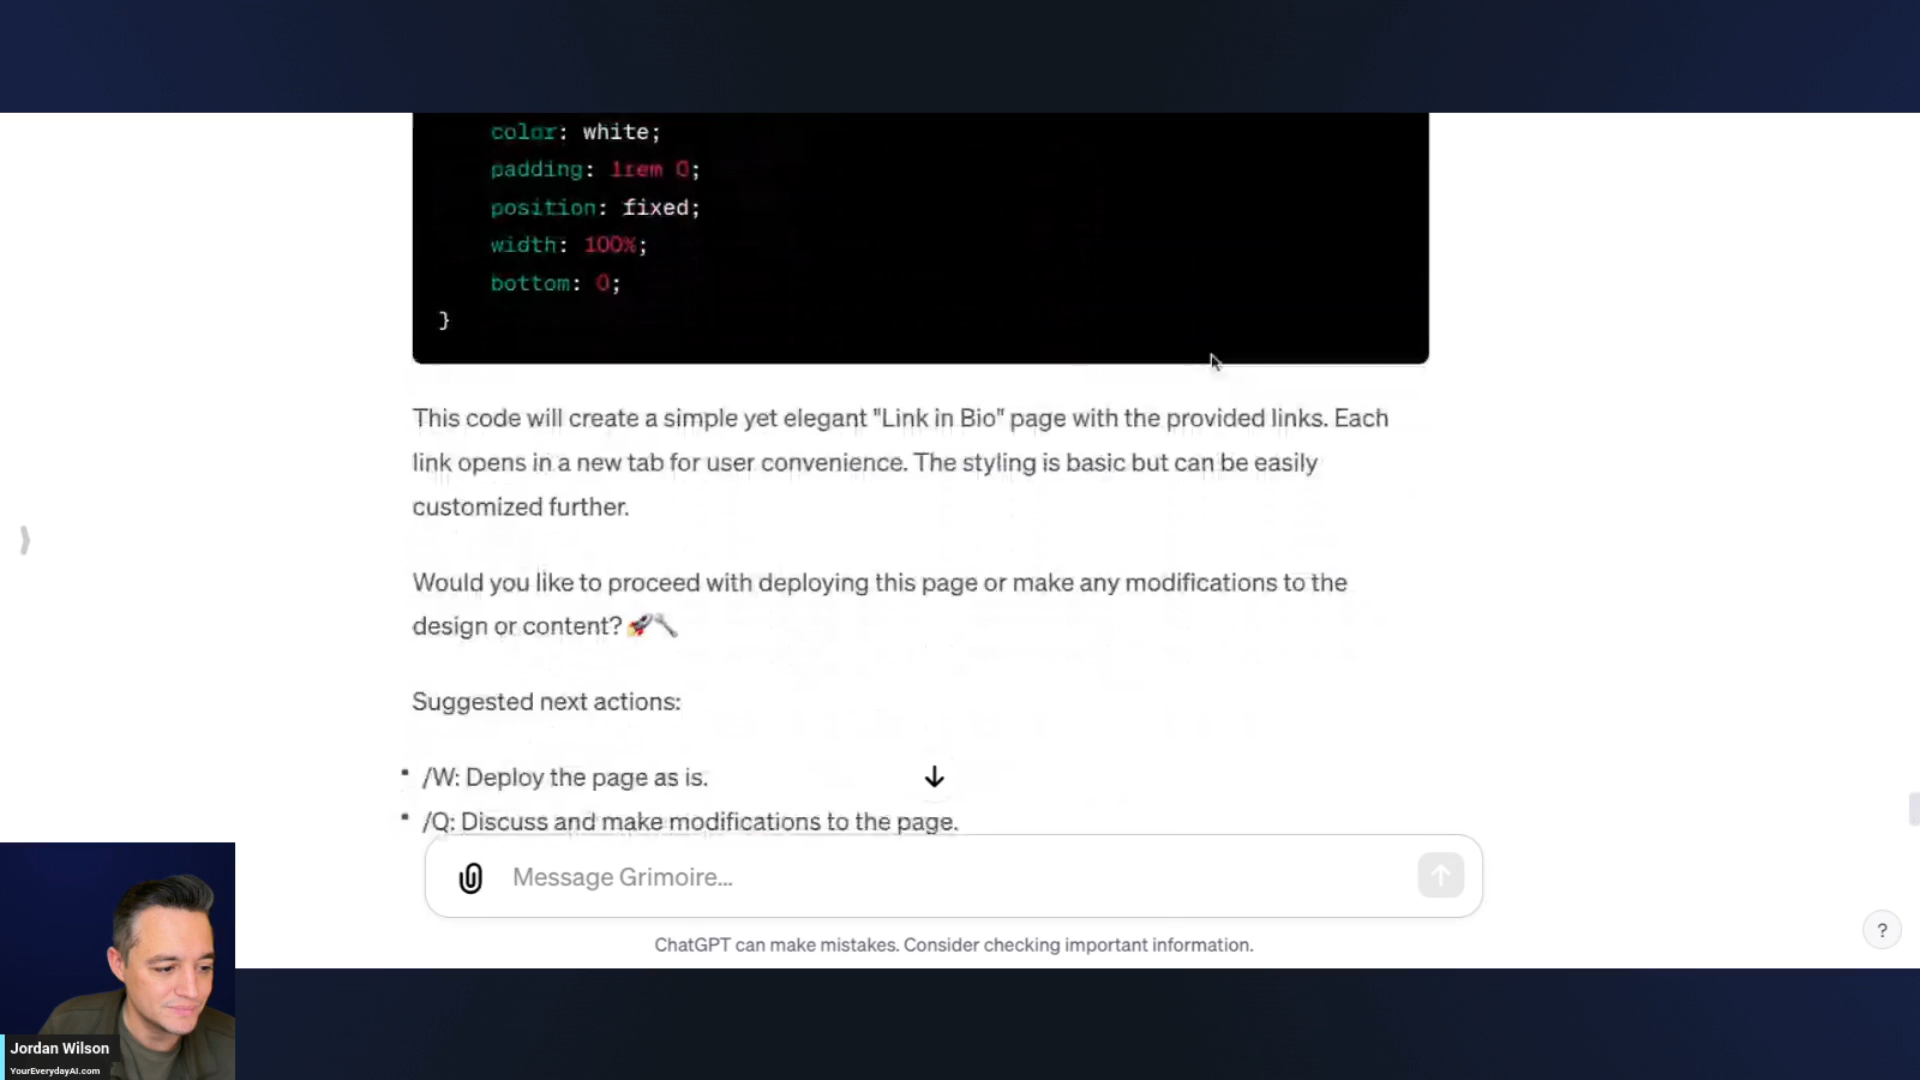 color: white;
padding: 1rem 0;
position: fixed;
width: 100%;
bottom: 0;
}
This code will create a simple yet elegant "Link in Bio" page with the provided links. Each
link opens in a new tab for user convenience. The styling is basic but can be easily
customized further.
Would you like to proceed with deploying this page or make any modifications to the
design or content? 🚀🔧
Suggested next actions:
• /W: Deploy the page as is.
• /Q: Discuss and make modifications to the page.
Message Grimoire...
ChatGPT can make mistakes. Consider checking important information.
?
Jordan Wilson
YourEverydayAI.com